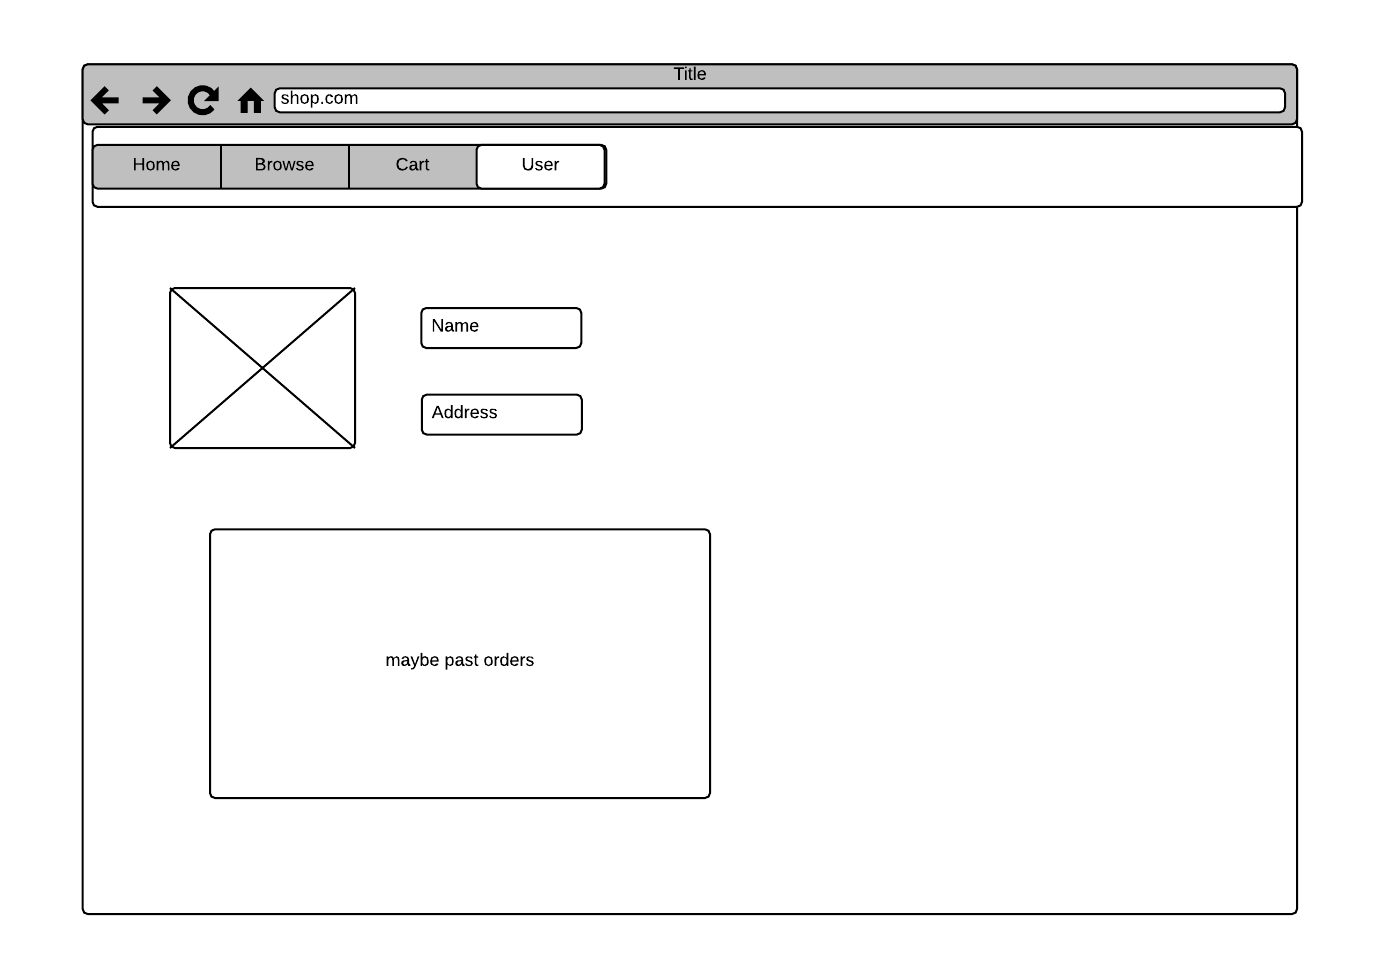 Title
shop.com
Home Browse Cart User
Name
Address
maybe past orders